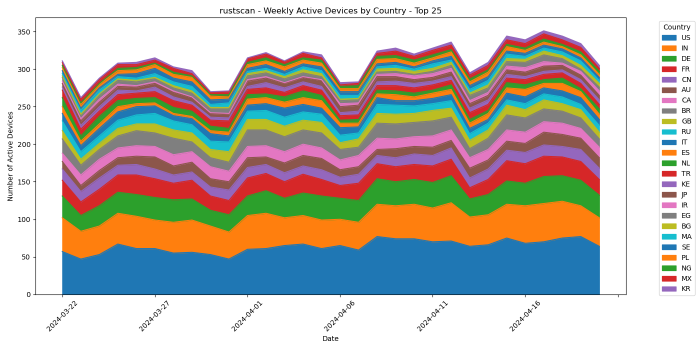 rustscan - Weekly Active Devices by Country - Top 25
Number of Active Devices
350
300
250
200
150
100
50
0
2024-03-22
2024-03-27
2024-04-01
2024-04-06
2024-04-11
2024-04-16
Date
Country
US
IN
DE
FR
CN
AU
CA
BR
GB
RU
IT
ES
NL
TR
KE
JP
IR
EG
BG
MA
SE
PL
NG
MX
KR